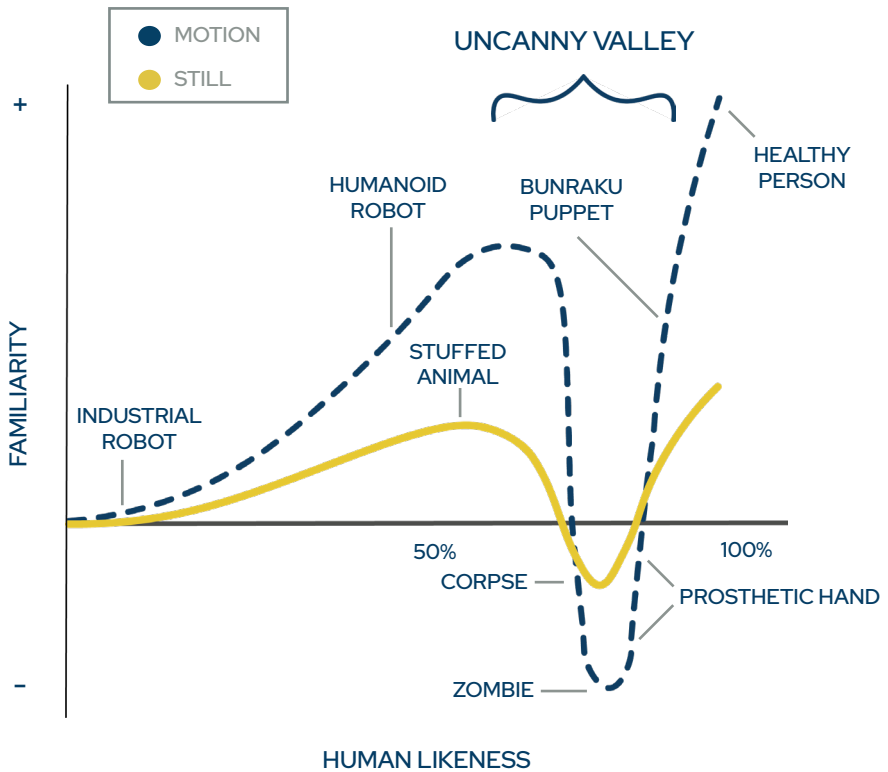 MOTION
STILL
UNCANNY VALLEY
+
HEALTHY
PERSON
HUMANOID
ROBOT
BUNRAKU
PUPPET
STUFFED
ANIMAL
INDUSTRIAL
ROBOT
FAMILIARITY
50%
100%
CORPSE
PROSTHETIC HAND
ZOMBIE
–
HUMAN LIKENESS